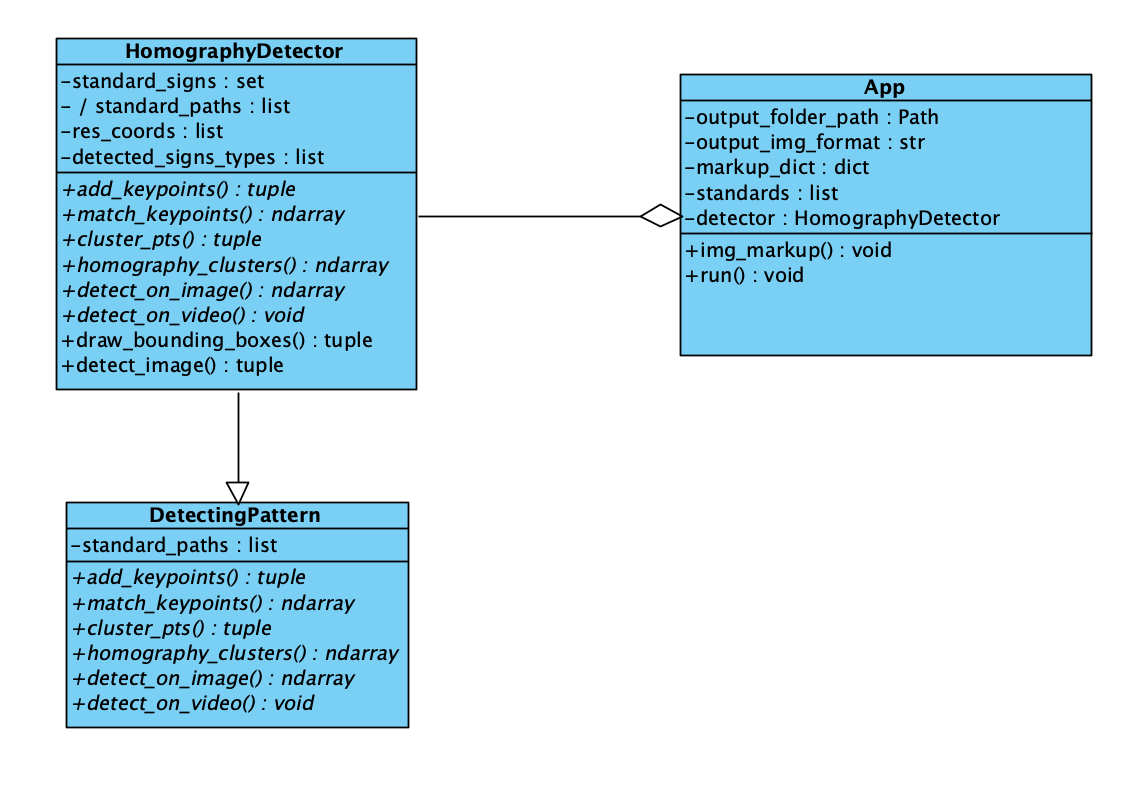 HomographyDetector
-standard_signs : set
- / standard_paths : list
-res_coords : list
-detected_signs_types : list
+add_keypoints() : tuple
+match_keypoints() : ndarray
+cluster_pts() : tuple
+homography_clusters() : ndarray
+detect_on_image() : ndarray
+detect_on_video() : void
+draw_bounding_boxes() : tuple
+detect_image() : tuple
App
-output_folder_path : Path
-output_img_format : str
-markup_dict : dict
-standards : list
-detector : HomographyDetector
+img_markup() : void
+run() : void
DetectingPattern
-standard_paths : list
+add_keypoints() : tuple
+match_keypoints() : ndarray
+cluster_pts() : tuple
+homography_clusters() : ndarray
+detect_on_image() : ndarray
+detect_on_video() : void